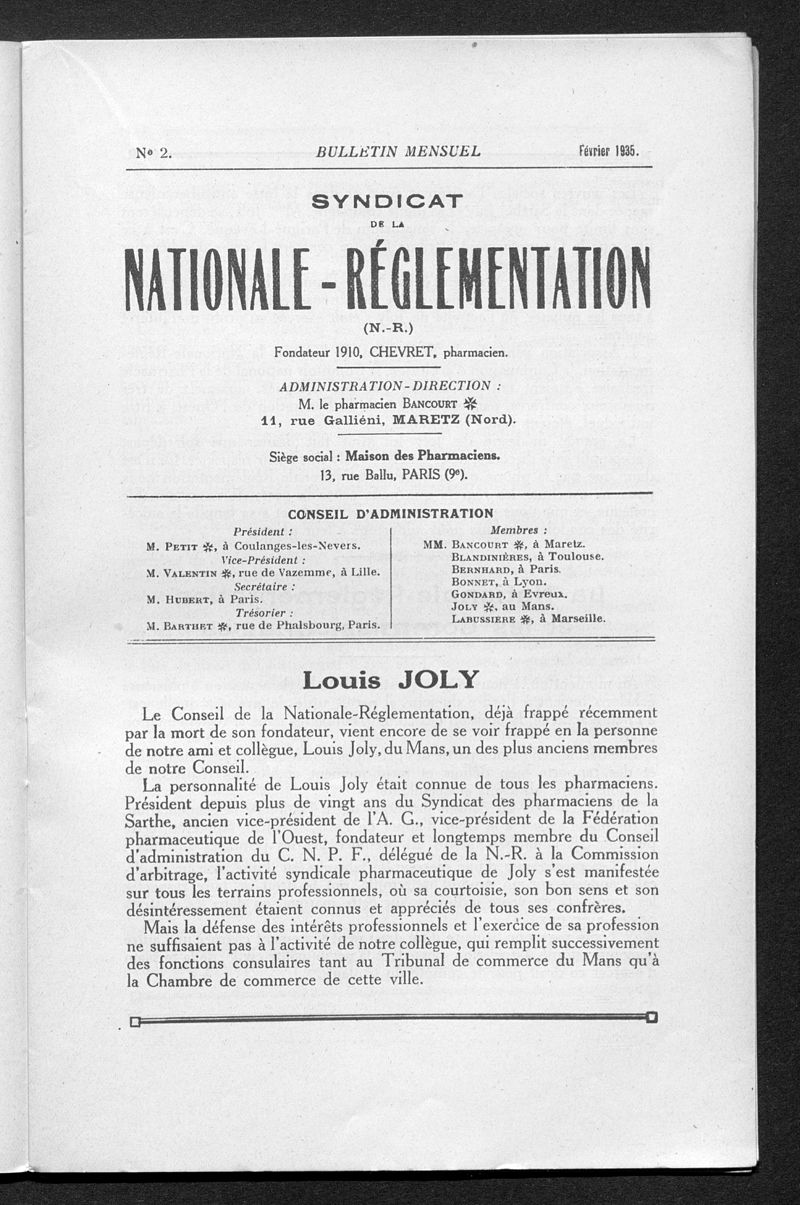 Nº 2. BULLETIN MENSUEL Février 1935.
SYNDICAT
DE LA
NATIONALE-RÉGLEMENTATION
(N.-R.)
Fondateur 1910, CHEVRET, pharmacien.
ADMINISTRATION-DIRECTION :
M. le pharmacien BANCOURT ✻
11, rue Galliéni, MARETZ (Nord).
Siège social : Maison des Pharmaciens.
13, rue Ballu, PARIS (9e).
CONSEIL D'ADMINISTRATION
Président :
M. PETIT ✻, à Coulanges-les-Nevers.
Vice-Président :
M. VALENTIN ✻, rue de Vazemme, à Lille.
Secrétaire :
M. HUBERT, à Paris.
Trésorier :
M. BARTHET ✻, rue de Phalsbourg, Paris.
Membres :
MM. BANCOURT ✻, à Maretz.
BLANDINIÈRES, à Toulouse.
BERNHARD, à Paris.
BONNET, à Lyon.
GONDARD, à Evreux.
JOLY ✻, au Mans.
LABUSSIERE ✻, à Marseille.
Louis JOLY
Le Conseil de la Nationale-Réglementation, déjà frappé récemment
par la mort de son fondateur, vient encore de se voir frappé en la personne
de notre ami et collègue, Louis Joly, du Mans, un des plus anciens membres
de notre Conseil.
La personnalité de Louis Joly était connue de tous les pharmaciens.
Président depuis plus de vingt ans du Syndicat des pharmaciens de la
Sarthe, ancien vice-président de l'A. G., vice-président de la Fédération
pharmaceutique de l'Ouest, fondateur et longtemps membre du Conseil
d'administration du C. N. P. F., délégué de la N.-R. à la Commission
d'arbitrage, l'activité syndicale pharmaceutique de Joly s'est manifestée
sur tous les terrains professionnels, où sa courtoisie, son bon sens et son
désintéressement étaient connus et appréciés de tous ses confrères.
Mais la défense des intérêts professionnels et l'exercice de sa profession
ne suffisaient pas à l'activité de notre collègue, qui remplit successivement
des fonctions consulaires tant au Tribunal de commerce du Mans qu'à
la Chambre de commerce de cette ville.